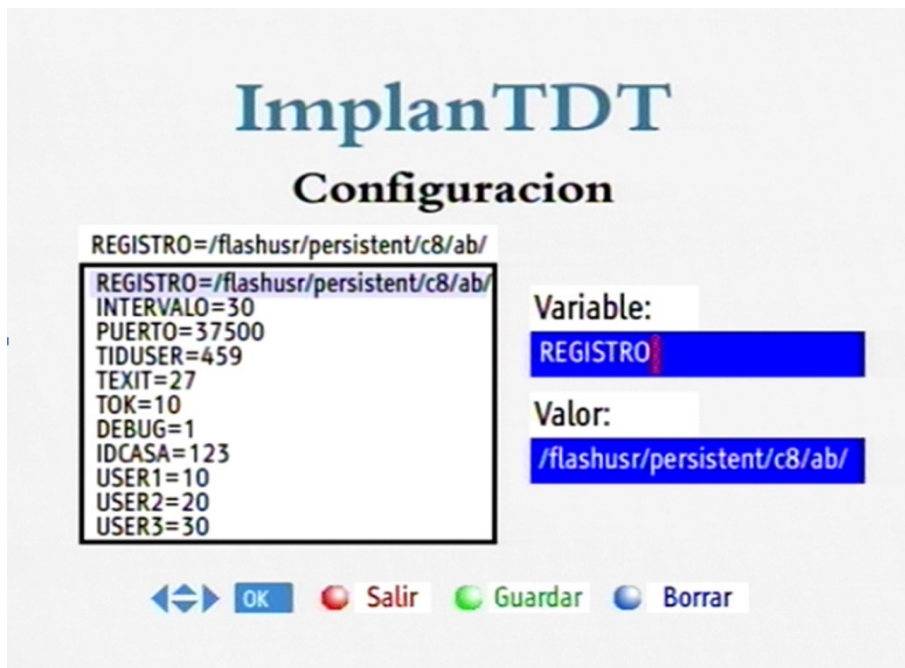 ImplanTDT
Configuracion
REGISTRO=/flashusr/persistent/c8/ab/
REGISTRO=/flashusr/persistent/c8/ab/
INTERVALO=30
PUERTO=37500
TIDUSER=459
TEXIT=27
TOK=10
DEBUG=1
IDCASA=123
USER1=10
USER2=20
USER3=30
Variable:
REGISTRO
Valor:
/flashusr/persistent/c8/ab/
OK Salir Guardar Borrar